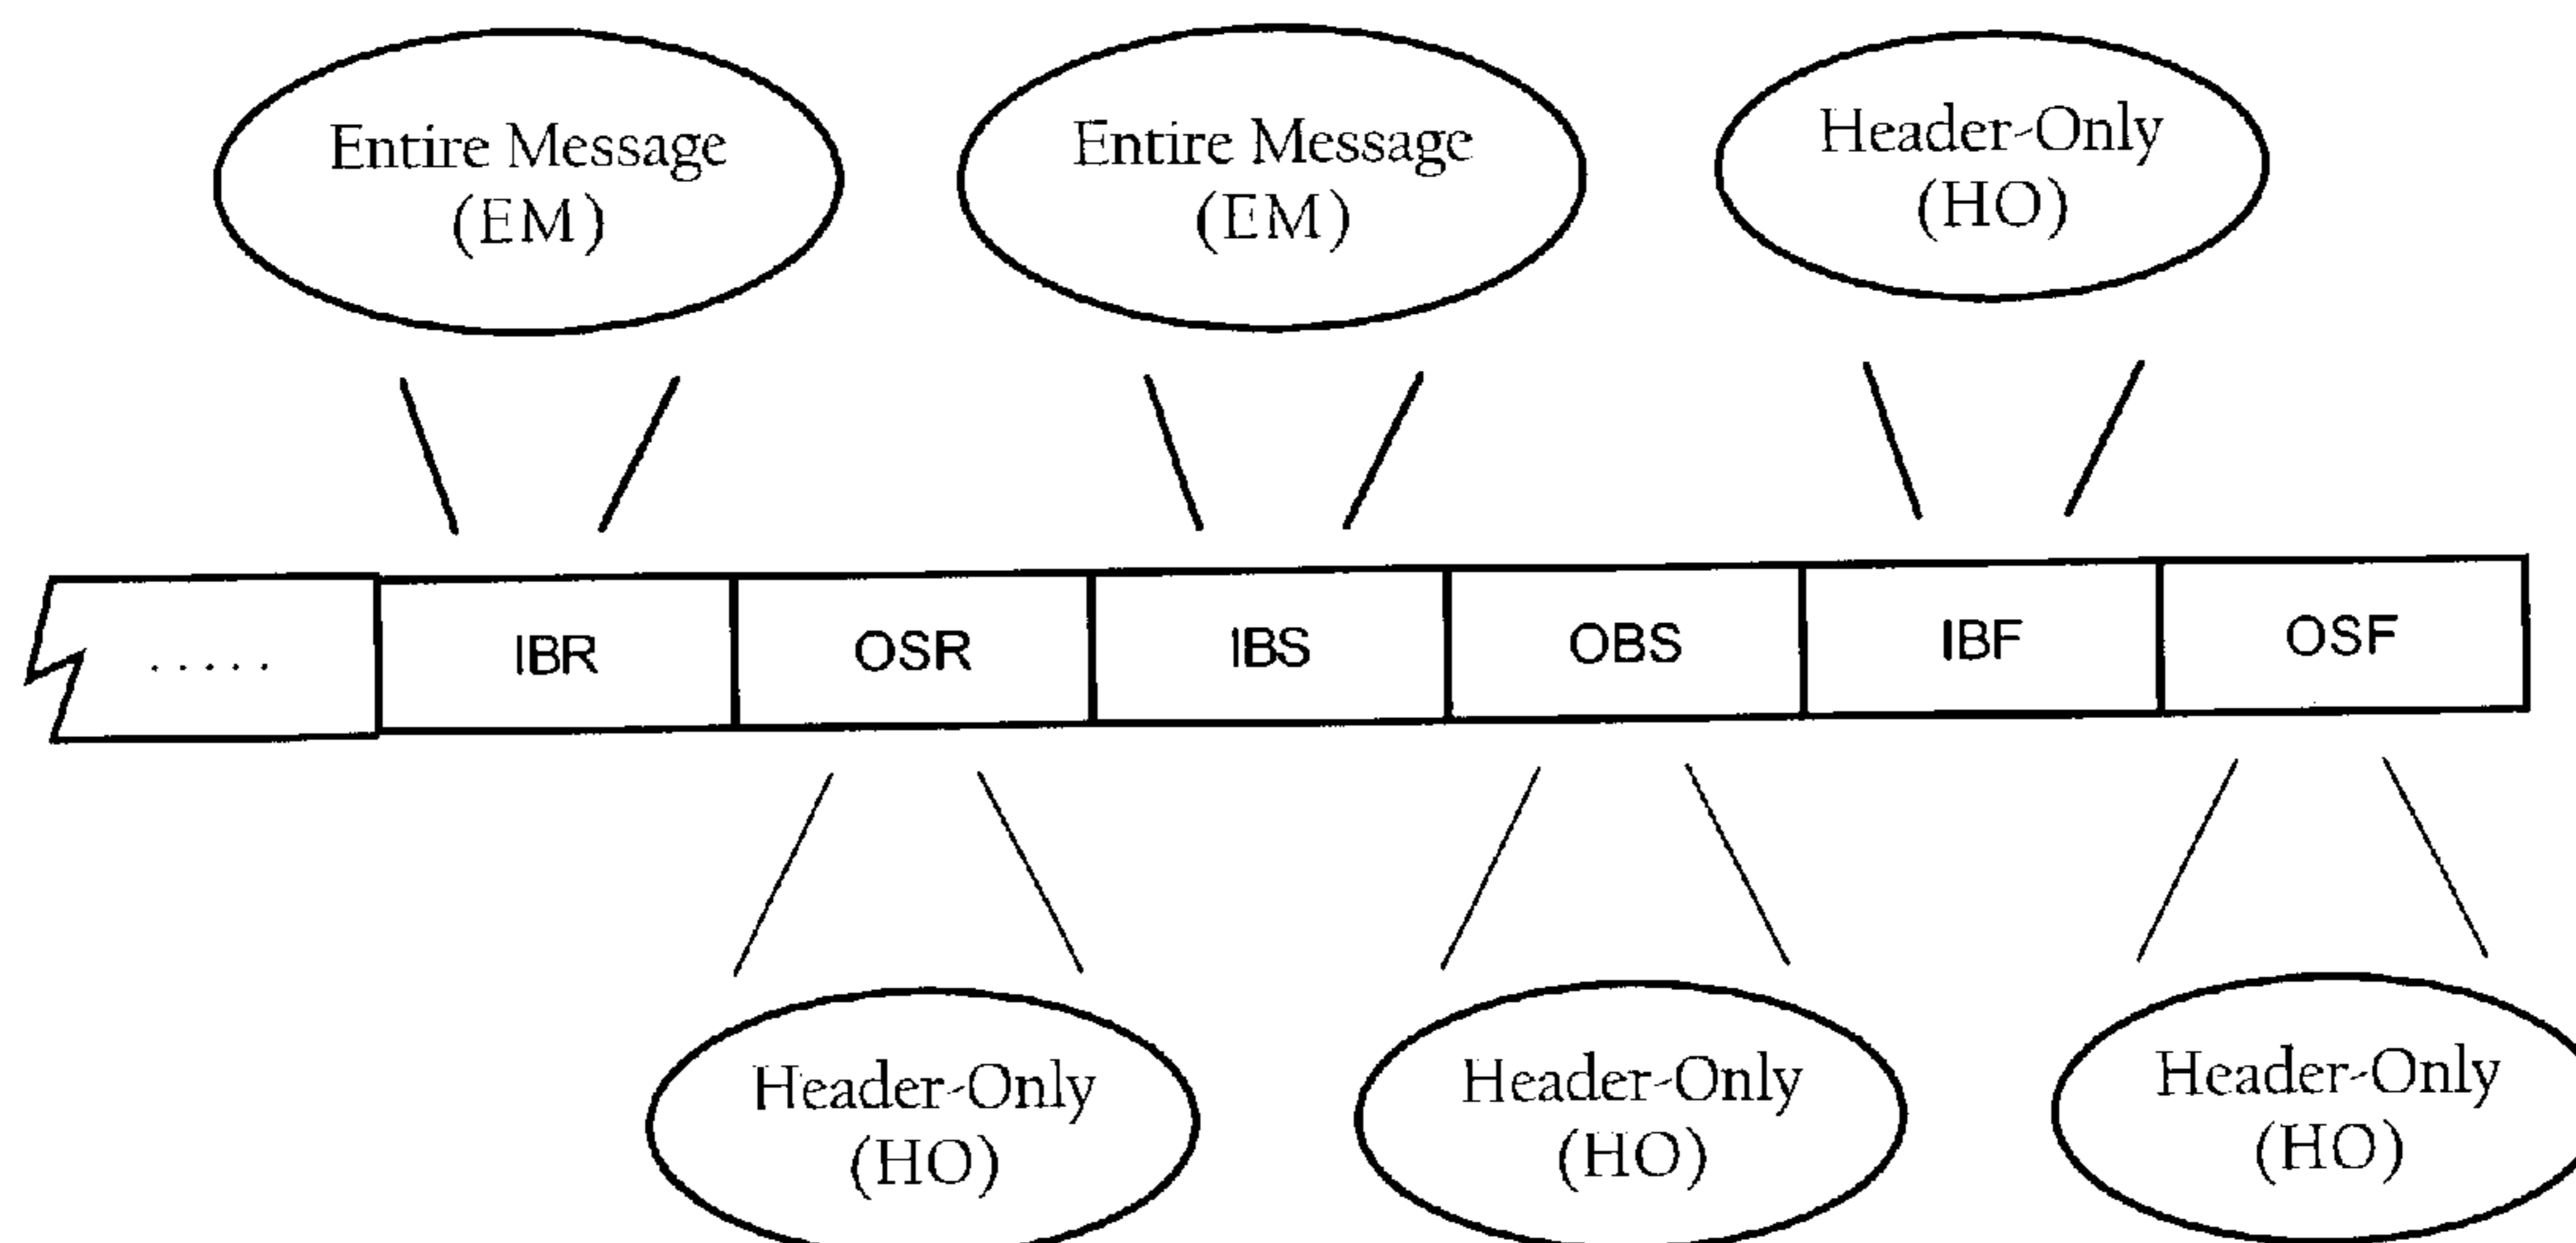 Entire Message
(EM)
Entire Message
(EM)
Header-Only
(HO)
..... IBR OSR IBS OBS IBF OSF
Header-Only
(HO)
Header-Only
(HO)
Header-Only
(HO)